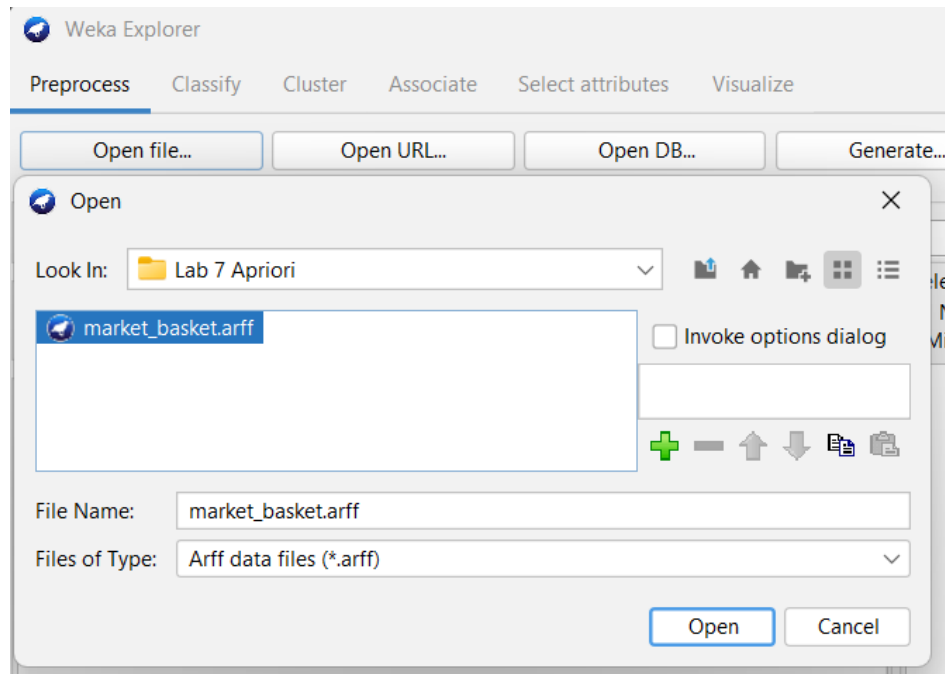 Weka Explorer
Preprocess Classify Cluster Associate Select attributes Visualize
Open file... Open URL... Open DB... Generate...
Open
Look In: Lab 7 Apriori
market_basket.arff
Invoke options dialog
File Name: market_basket.arff
Files of Type: Arff data files (*.arff)
Open Cancel